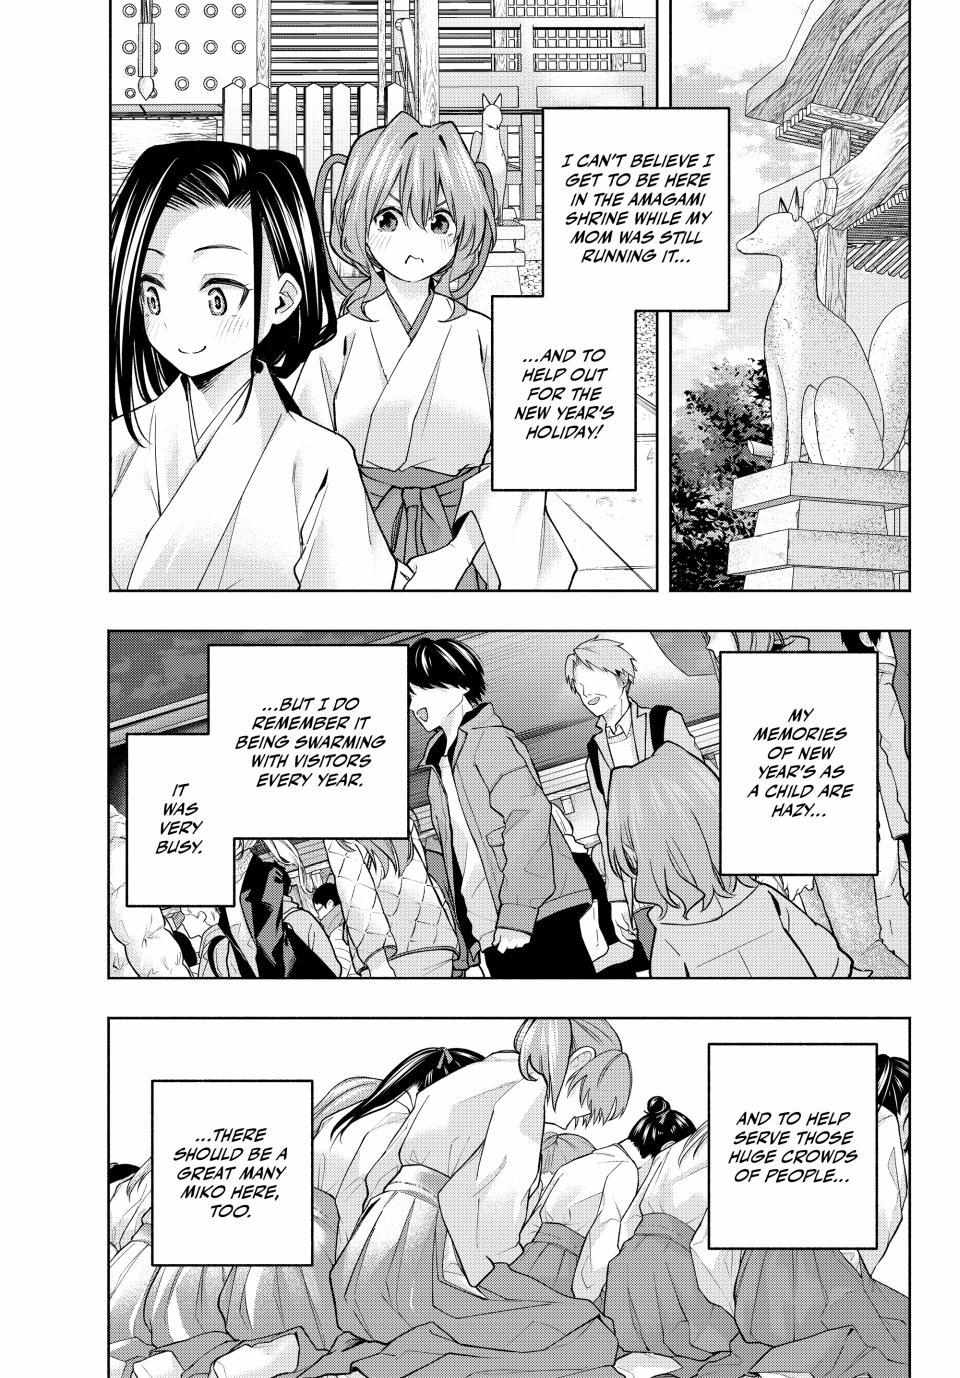 I CAN'T BELIEVE I
GET TO BE HERE
IN THE AMAGAMI
SHRINE WHILE MY
MOM WAS STILL
RUNNING IT...
...AND TO
HELP OUT
FOR THE
NEW YEAR'S
HOLIDAY!
MY
MEMORIES
OF NEW
YEAR'S AS
A CHILD ARE
HAZY...
...BUT I DO
REMEMBER IT
BEING SWARMING
WITH VISITORS
EVERY YEAR.
IT
WAS
VERY
BUSY.
AND TO HELP
SERVE THOSE
HUGE CROWDS
OF PEOPLE...
...THERE
SHOULD BE A
GREAT MANY
MIKO HERE,
TOO.